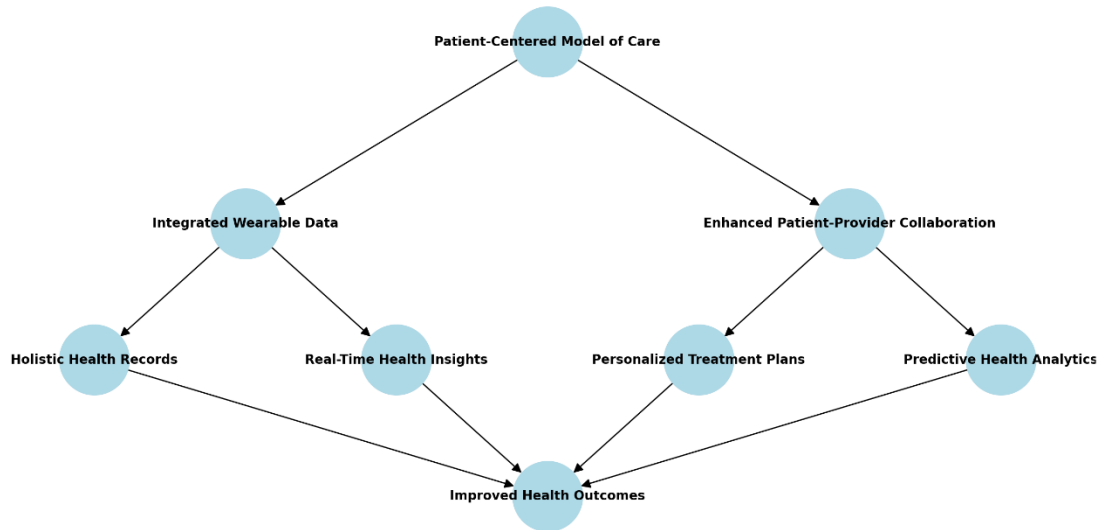 Patient-Centered Model of Care
Integrated Wearable Data
Enhanced Patient-Provider Collaboration
Holistic Health Records
Real-Time Health Insights
Personalized Treatment Plans
Predictive Health Analytics
Improved Health Outcomes